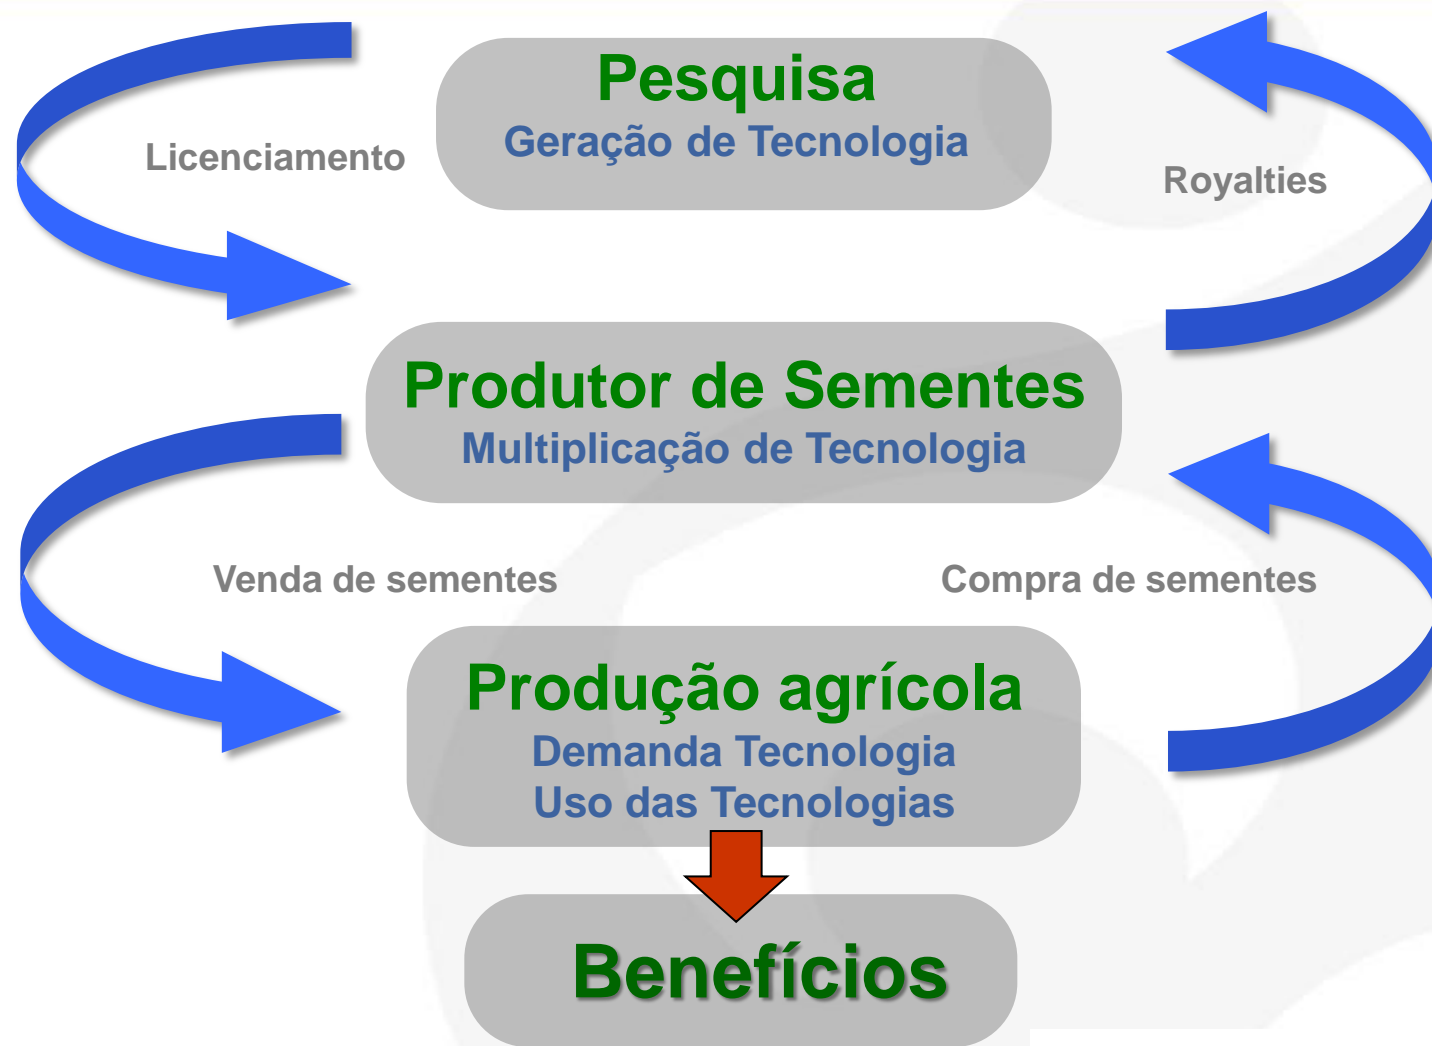 Pesquisa
Geração de Tecnologia
Licenciamento
Royalties
Produtor de Sementes
Multiplicação de Tecnologia
Venda de sementes
Compra de sementes
Produção agrícola
Demanda Tecnologia
Uso das Tecnologias
Benefícios